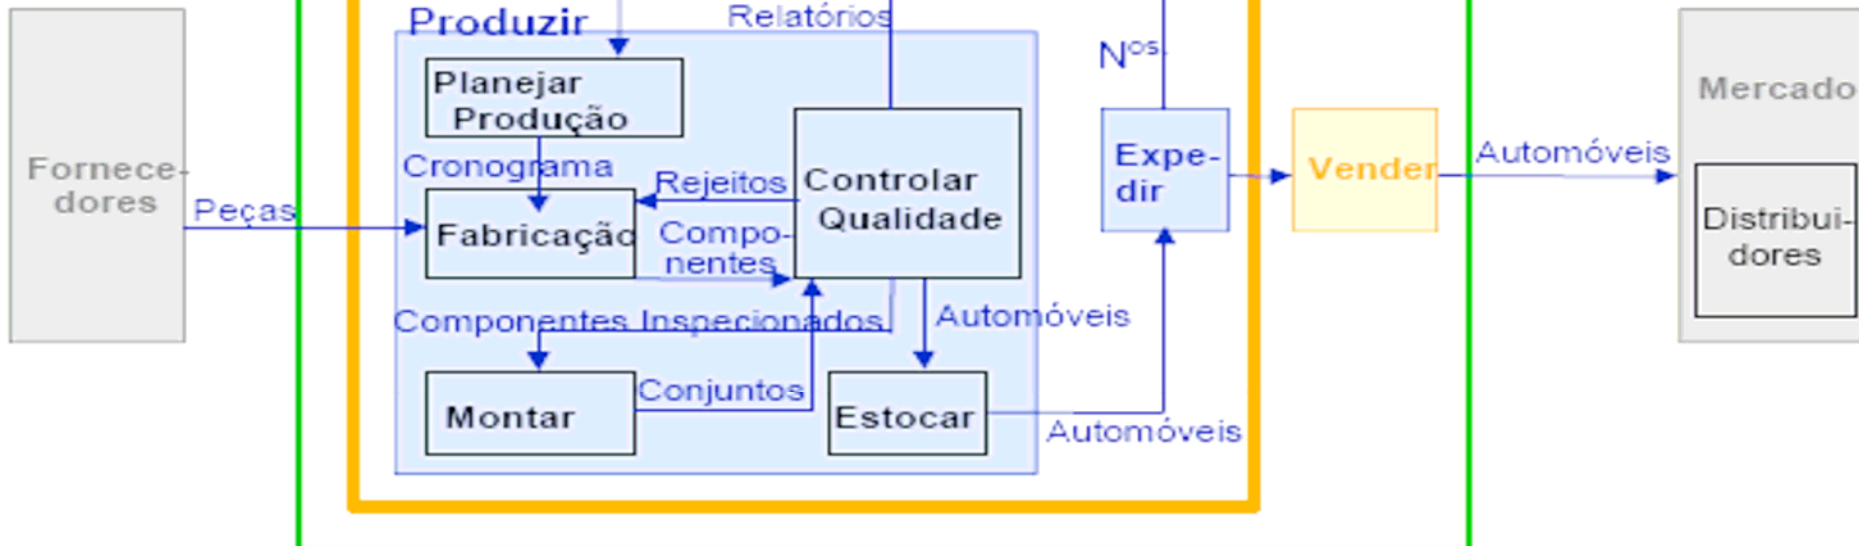 Produzir
Relatórios
Nos
Planejar
Produção
Mercado
Cronograma
Fornece-
dores
Rejeitos
Controlar
Qualidade
Expe-
dir
Vender
Automóveis
Peças
Fabricação
Compo-
nentes
Distribui-
dores
Componentes Inspecionados
Automóveis
Montar
Conjuntos
Estocar
Automóveis